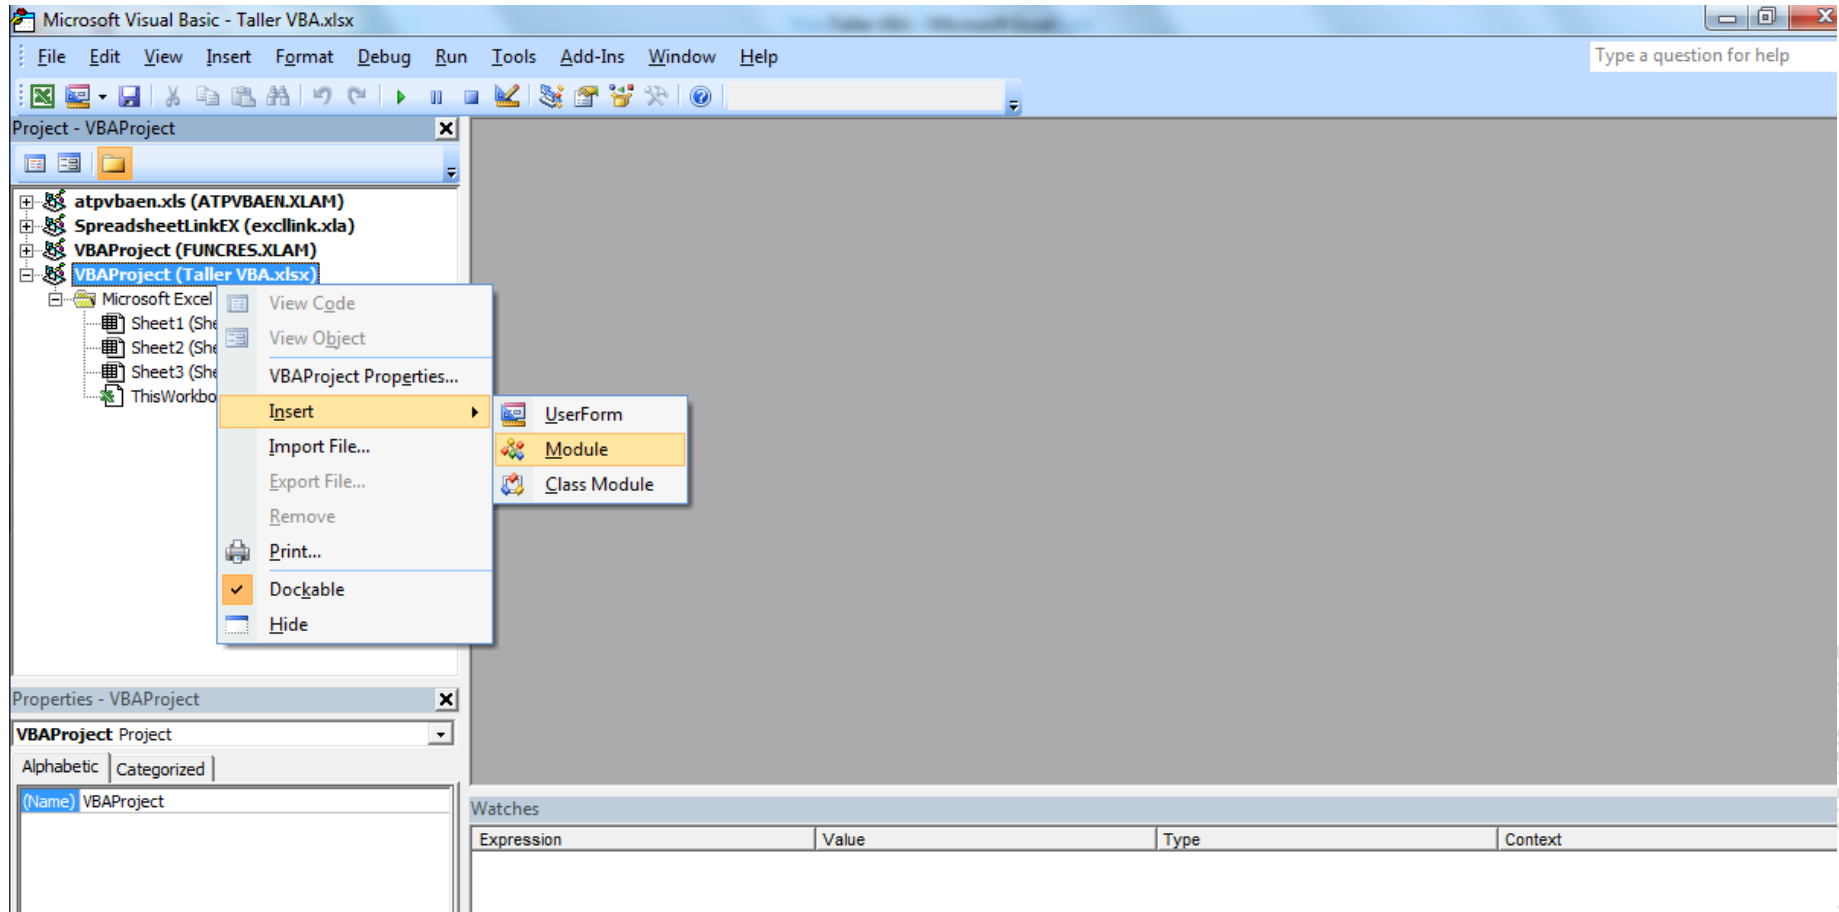 Microsoft Visual Basic - Taller VBA.xlsx
File Edit View Insert Format Debug Run Tools Add-Ins Window Help
Type a question for help
Project - VBAProject
atpvbaen.xls (ATPVBAEN.XLAM)
SpreadsheetLinkEX (excllink.xla)
VBAProject (FUNCRES.XLAM)
VBAProject (Taller VBA.xlsx)
Microsoft Excel
Sheet1 (She
Sheet2 (She
Sheet3 (She
ThisWorkbo
View Code
View Object
VBAProject Properties...
Insert
Import File...
Export File...
Remove
Print...
Dockable
Hide
UserForm
Module
Class Module
Properties - VBAProject
VBAProject Project
Alphabetic Categorized
(Name) VBAProject
Watches
Expression Value Type Context